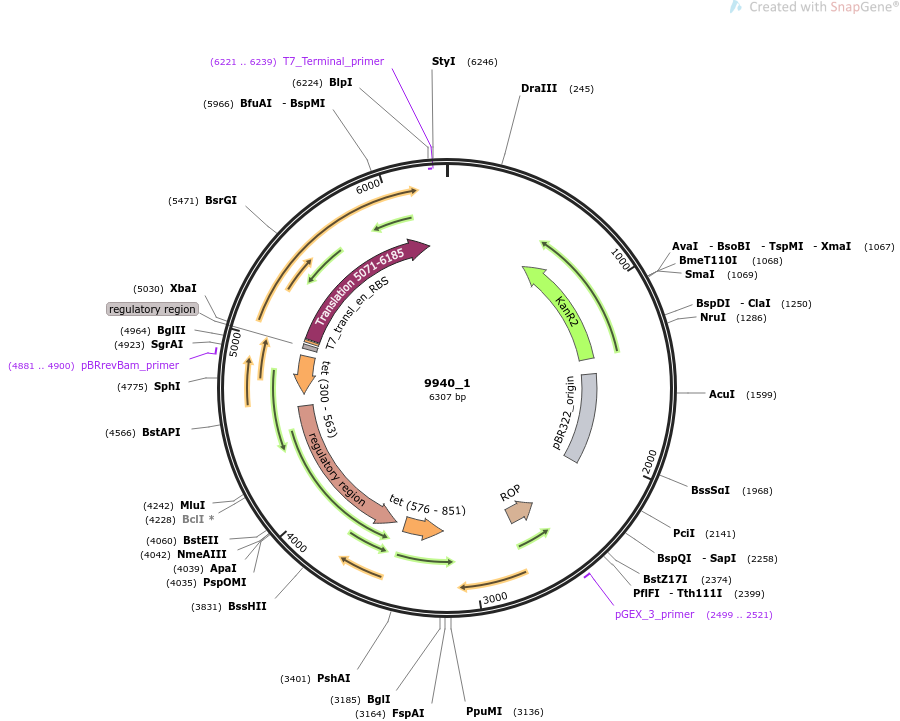 Created with SnapGene®
(6221 .. 6239) T7_Terminal_primer
StyI (6246)
(6224) BlpI
DraIII (245)
(5966) BfuAI - BspMI
6000
(5471) BsrGI
AvaI - BsoBI - TspMI - XmaI (1067)
1000
BmeT110I (1068)
SmaI (1069)
Translation 5071-6185
T7_transl_en_RBS
(5030) XbaI
regulatory region
BspDI - ClaI (1250)
KanR2
NruI (1286)
(4964) BglII
5000
(4923) SgrAI
(4881 .. 4900) pBRrevBam_primer
(4775) SphI
tet (300 - 563)
9940_1
6307 bp
pBR322_origin
AcuI (1599)
(4566) BstAPI
regulatory region
2000
BssSαI (1968)
ROP
tet (576 - 851)
(4242) MluI
(4228) BclI *
(4060) BstEII
4000
(4042) NmeAIII
(4039) ApaI
(4035) PspOMI
PciI (2141)
BspQI - SapI (2258)
BstZ17I (2374)
PflFI - Tth111I (2399)
3000
(3831) BssHII
pGEX_3_primer (2499 .. 2521)
(3401) PshAI
(3185) BglI
(3164) FspAI
PpuMI (3136)